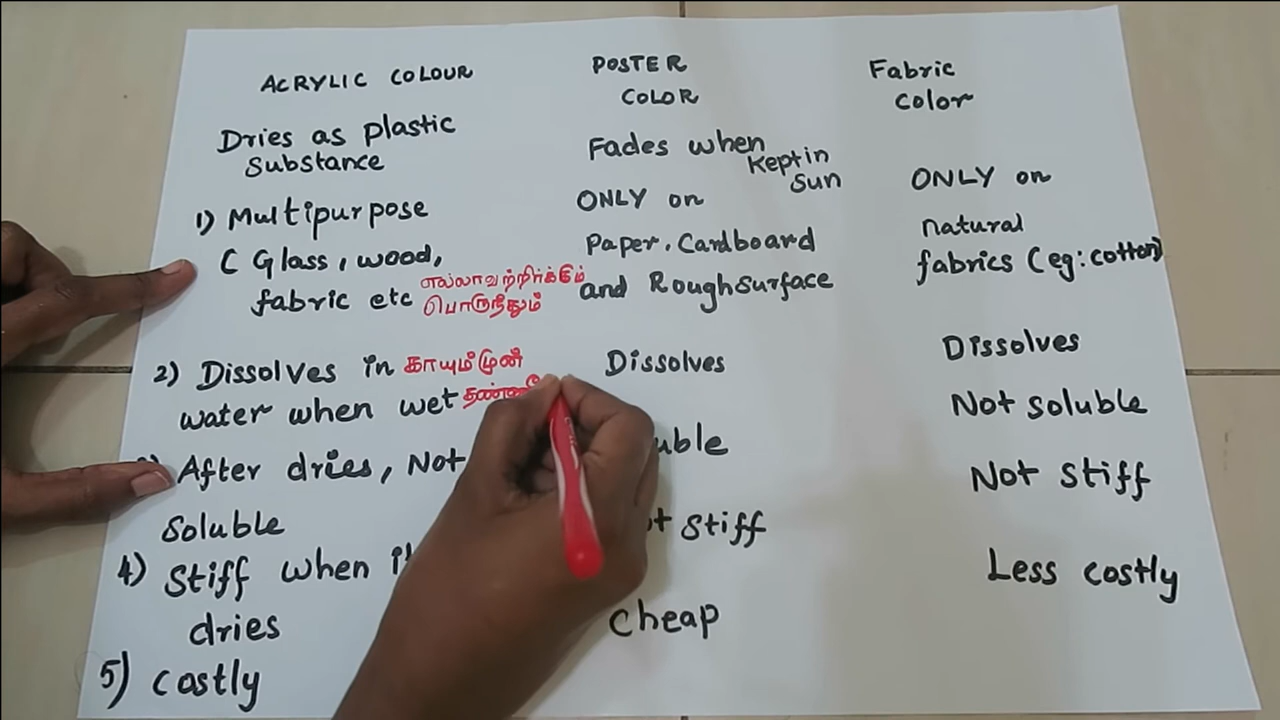 ACRYLIC COLOUR
Dries as plastic
Substance
1) Multipurpose
( Glass, wood,
fabric etc எல்லாவற்றிர்க்கும்
பொருந்தும்
2) Dissolves in காயும்முன்
water when wet
After dries, Not
Soluble
4) Stiff when
dries
5) Costly
POSTER
COLOR
Fades when
Kept in
Sun
ONLY on
Paper, Cardboard
and Rough surface
Dissolves
Stiff
Cheap
Fabric
Color
ONLY on
natural
fabrics (eg: cotton)
Dissolves
Not soluble
Not Stiff
Less costly